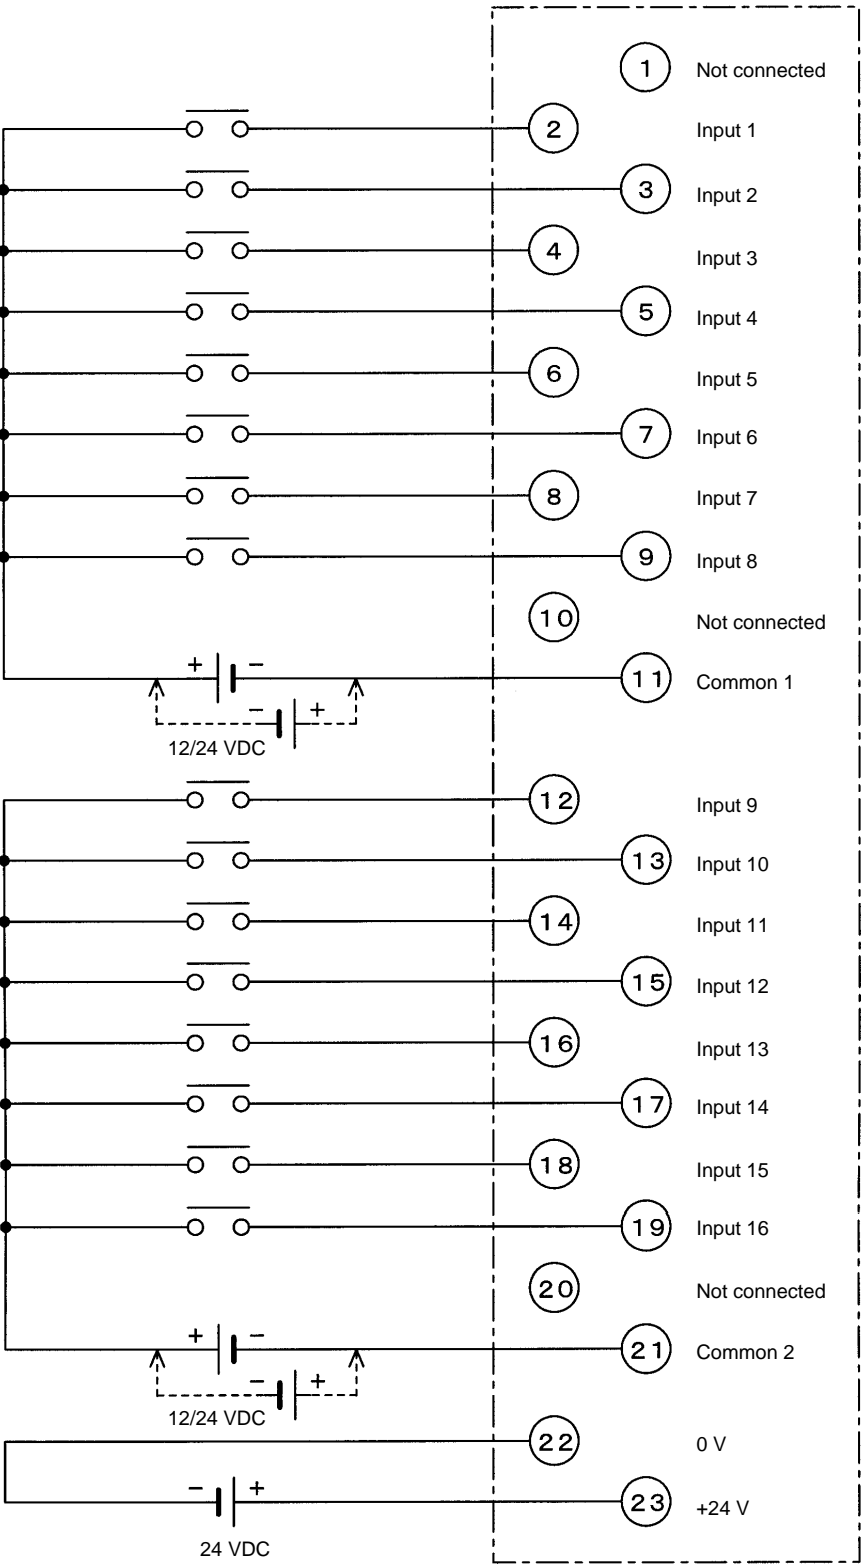 1 Not connected
2 Input 1
3 Input 2
4 Input 3
5 Input 4
6 Input 5
7 Input 6
8 Input 7
9 Input 8
10 Not connected
+ − 11 Common 1
− +
12/24 VDC
12 Input 9
13 Input 10
14 Input 11
15 Input 12
16 Input 13
17 Input 14
18 Input 15
19 Input 16
20 Not connected
+ − 21 Common 2
− +
12/24 VDC
22 0 V
− + 23 +24 V
24 VDC